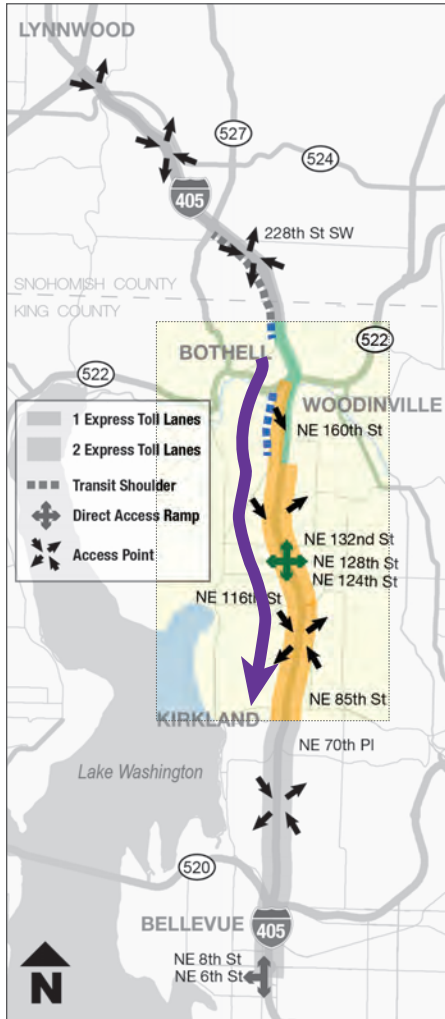 LYNNWOOD
527
524
405
228th St SW
SNOHOMISH COUNTY
KING COUNTY
522
BOTHELL
522
WOODINVILLE
1 Express Toll Lanes
2 Express Toll Lanes
Transit Shoulder
Direct Access Ramp
Access Point
NE 160th St
NE 132nd St
NE 128th St
NE 124th St
NE 116th St
NE 85th St
KIRKLAND
NE 70th Pl
Lake Washington
520
BELLEVUE
405
NE 8th St
NE 6th St
N